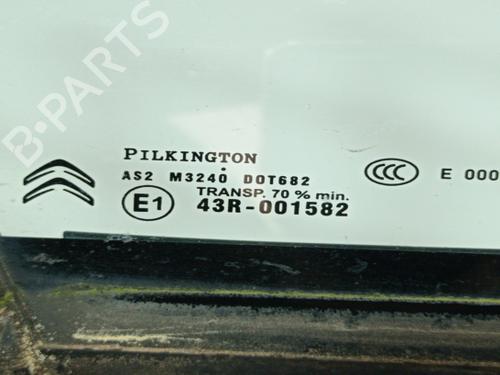 B-PARTS
PILKINGTON
AS2 M3240 DOT682
TRANSP. 70 % min.
E1 43R-001582
CCC E 000